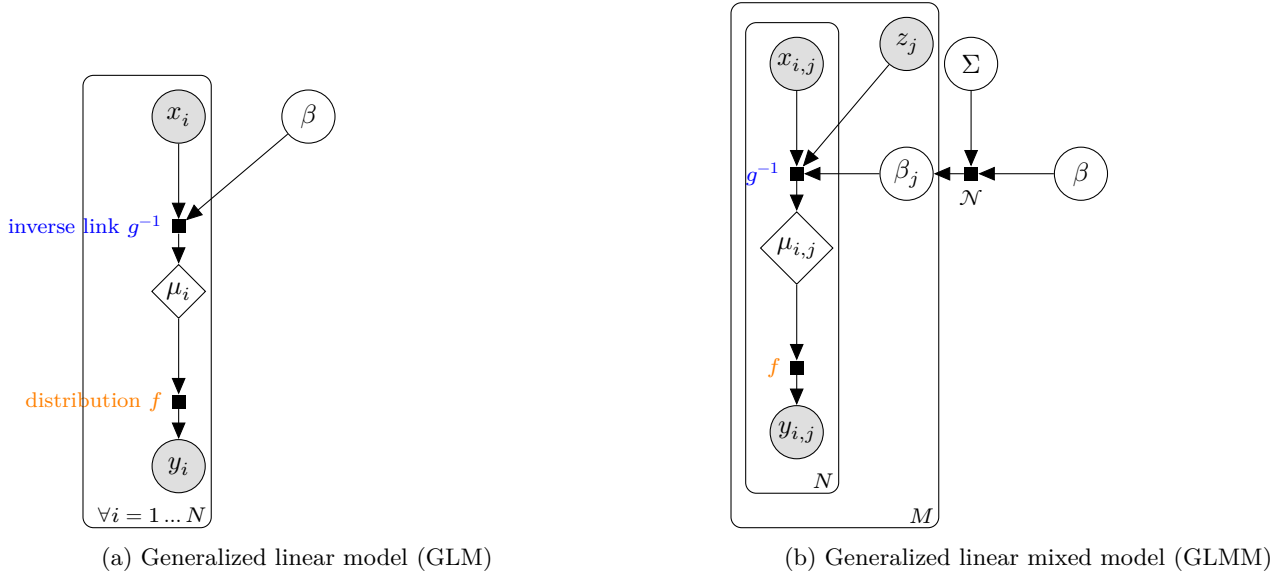 x_i
β
inverse link g⁻¹
μ_i
distribution f
y_i
∀i = 1 ... N
(a) Generalized linear model (GLM)
x_{i,j}
z_j
Σ
g⁻¹
β_j
𝒩
β
μ_{i,j}
f
y_{i,j}
N
M
(b) Generalized linear mixed model (GLMM)